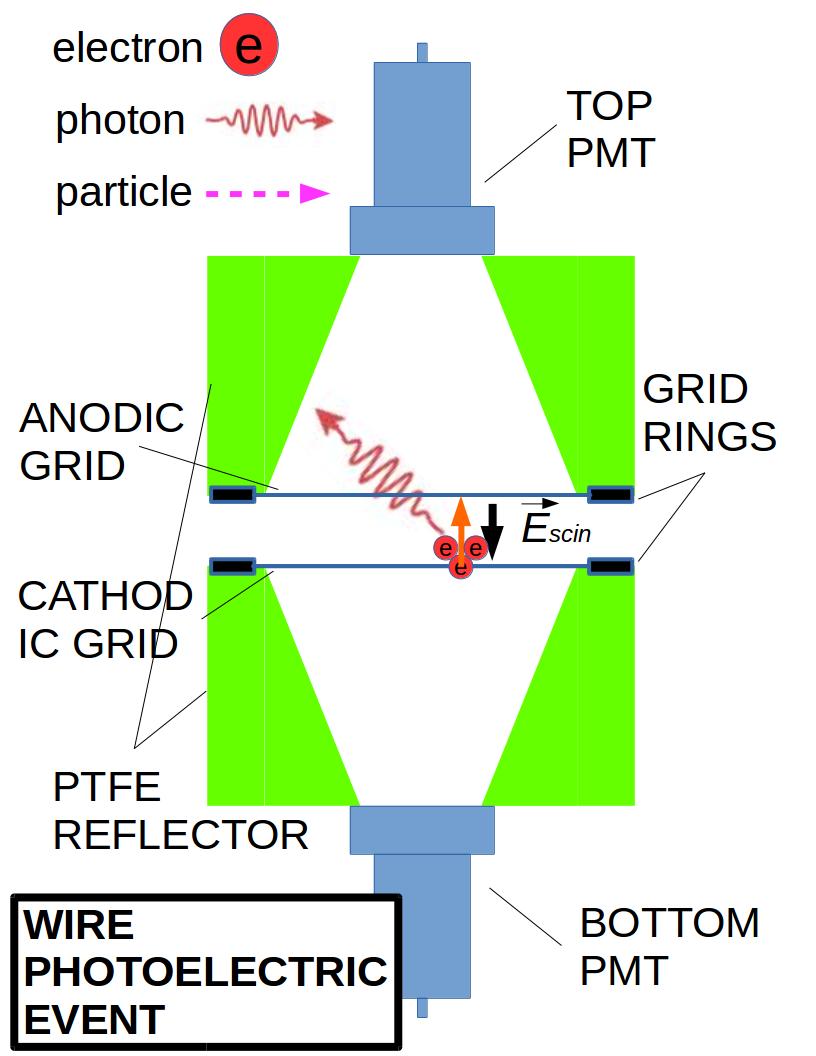 electron e
photon
particle
TOP
PMT
ANODIC
GRID
GRID
RINGS
Escin
e e
e
CATHOD
IC GRID
PTFE
REFLECTOR
WIRE
PHOTOELECTRIC
EVENT
BOTTOM
PMT